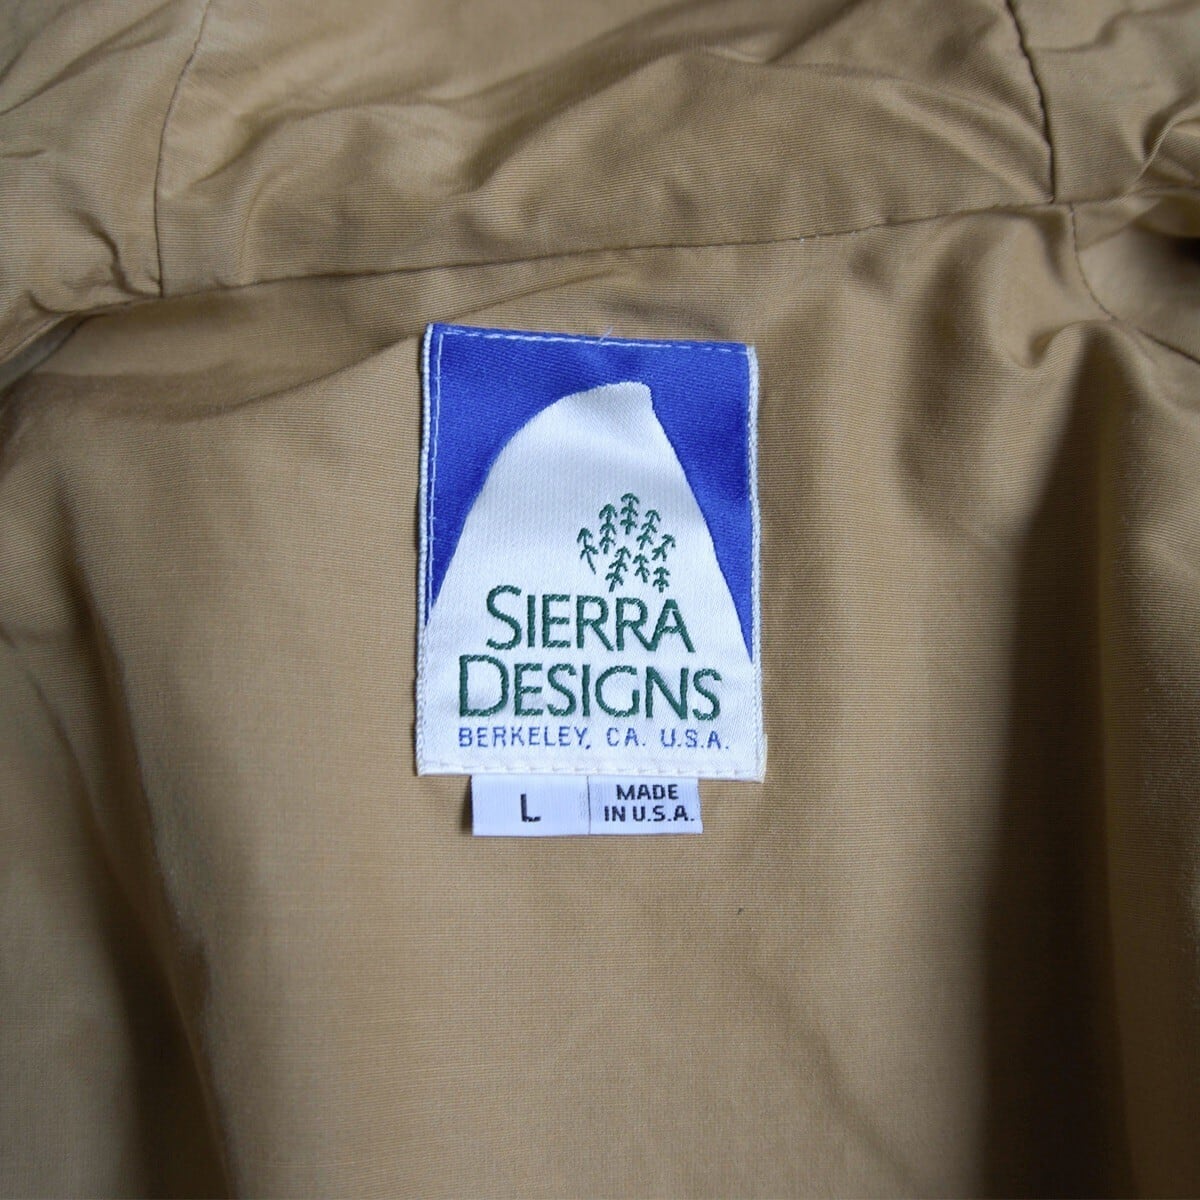 SIERRA
DESIGNS
BERKELEY, CA. U.S.A.
L
MADE
IN U.S.A.